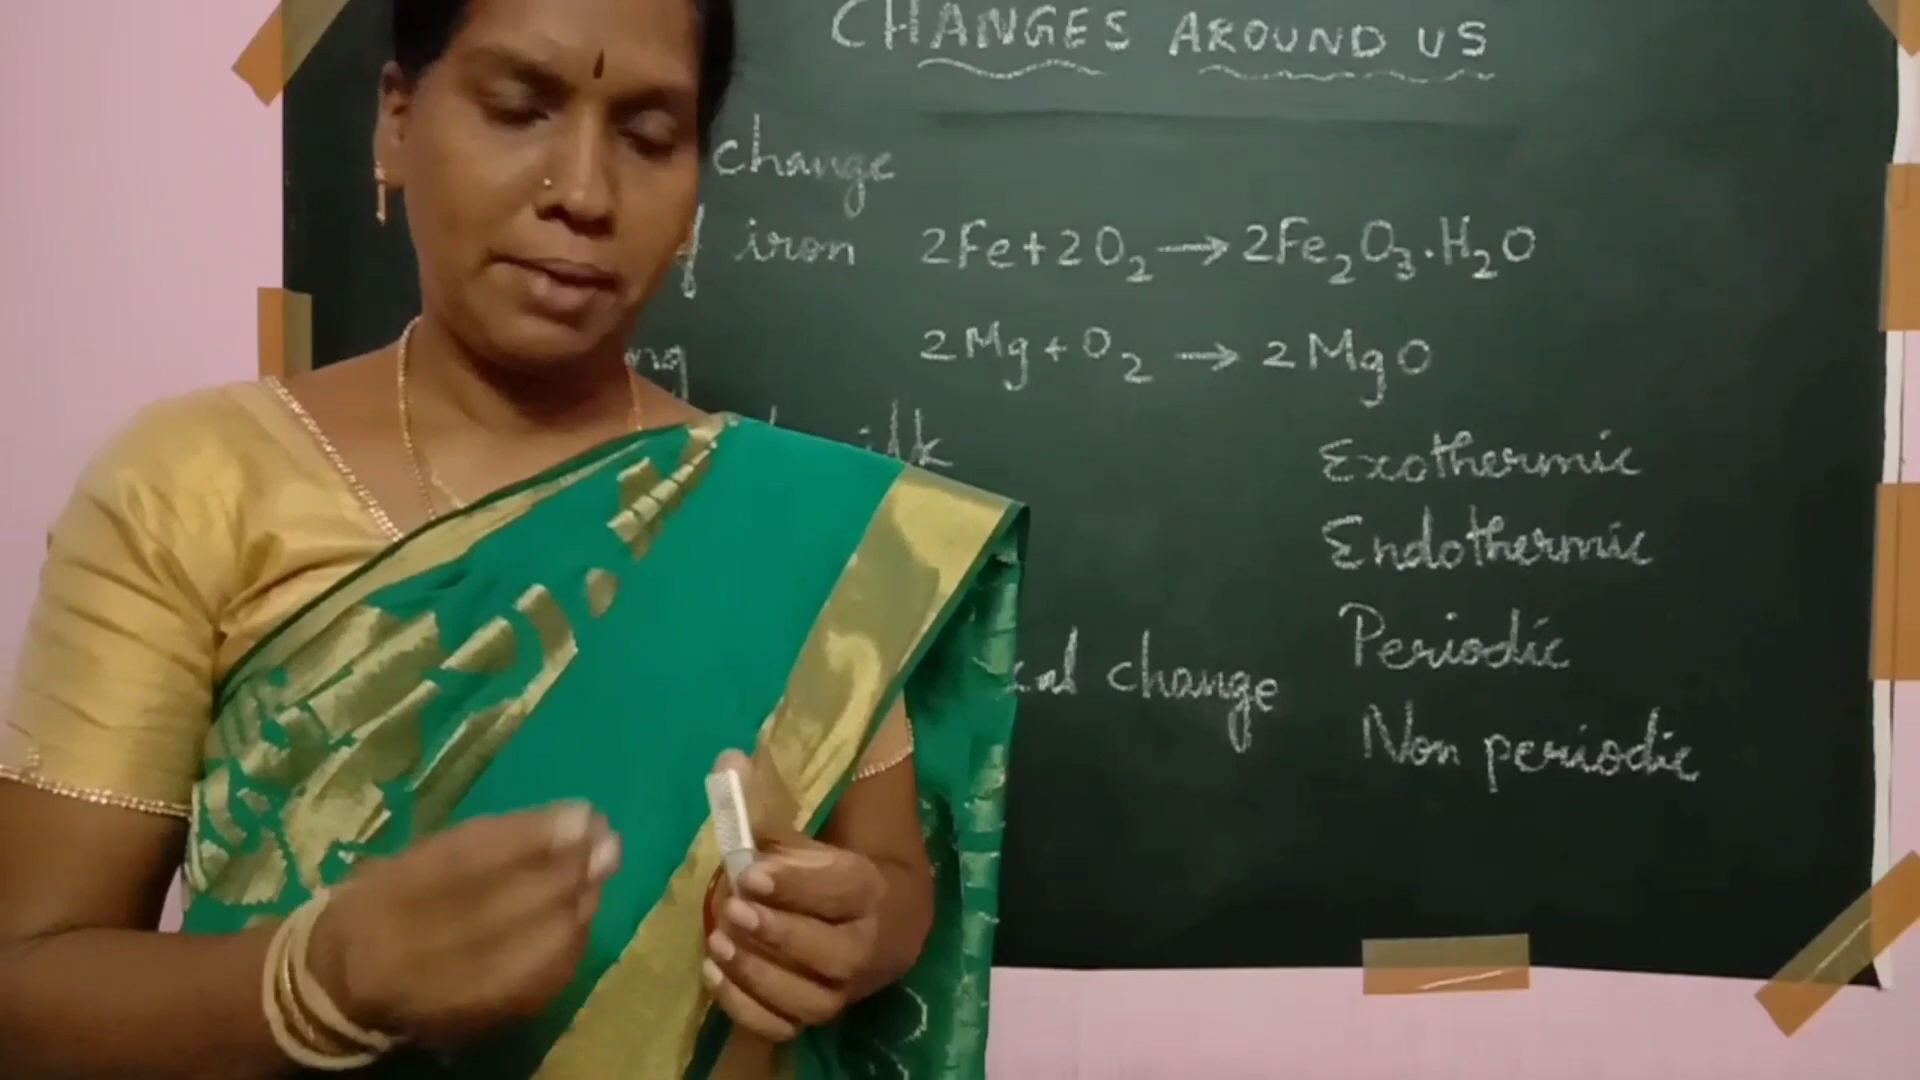 CHANGES AROUND US
change
iron 2Fe+2O₂→2Fe₂O₃.H₂O
2Mg+O₂→2MgO
Exothermic
Endothermic
Periodic
change
Non periodic